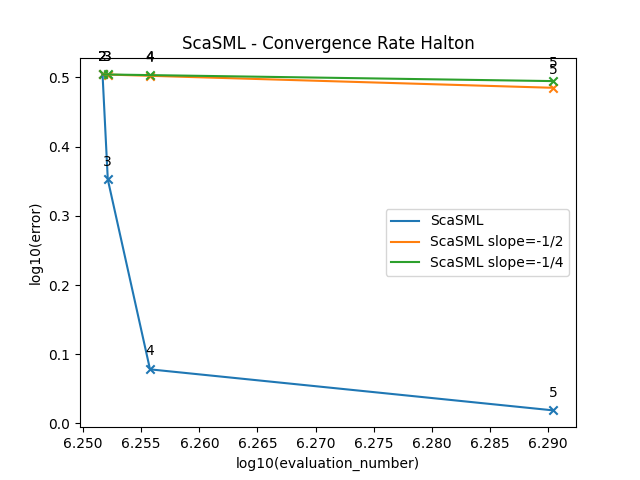 ScaSML - Convergence Rate Halton
2 3 4 5
5
3
4
5
0.5
0.4
0.3
0.2
0.1
0.0
log10(error)
ScaSML
ScaSML slope=-1/2
ScaSML slope=-1/4
6.250 6.255 6.260 6.265 6.270 6.275 6.280 6.285 6.290
log10(evaluation_number)